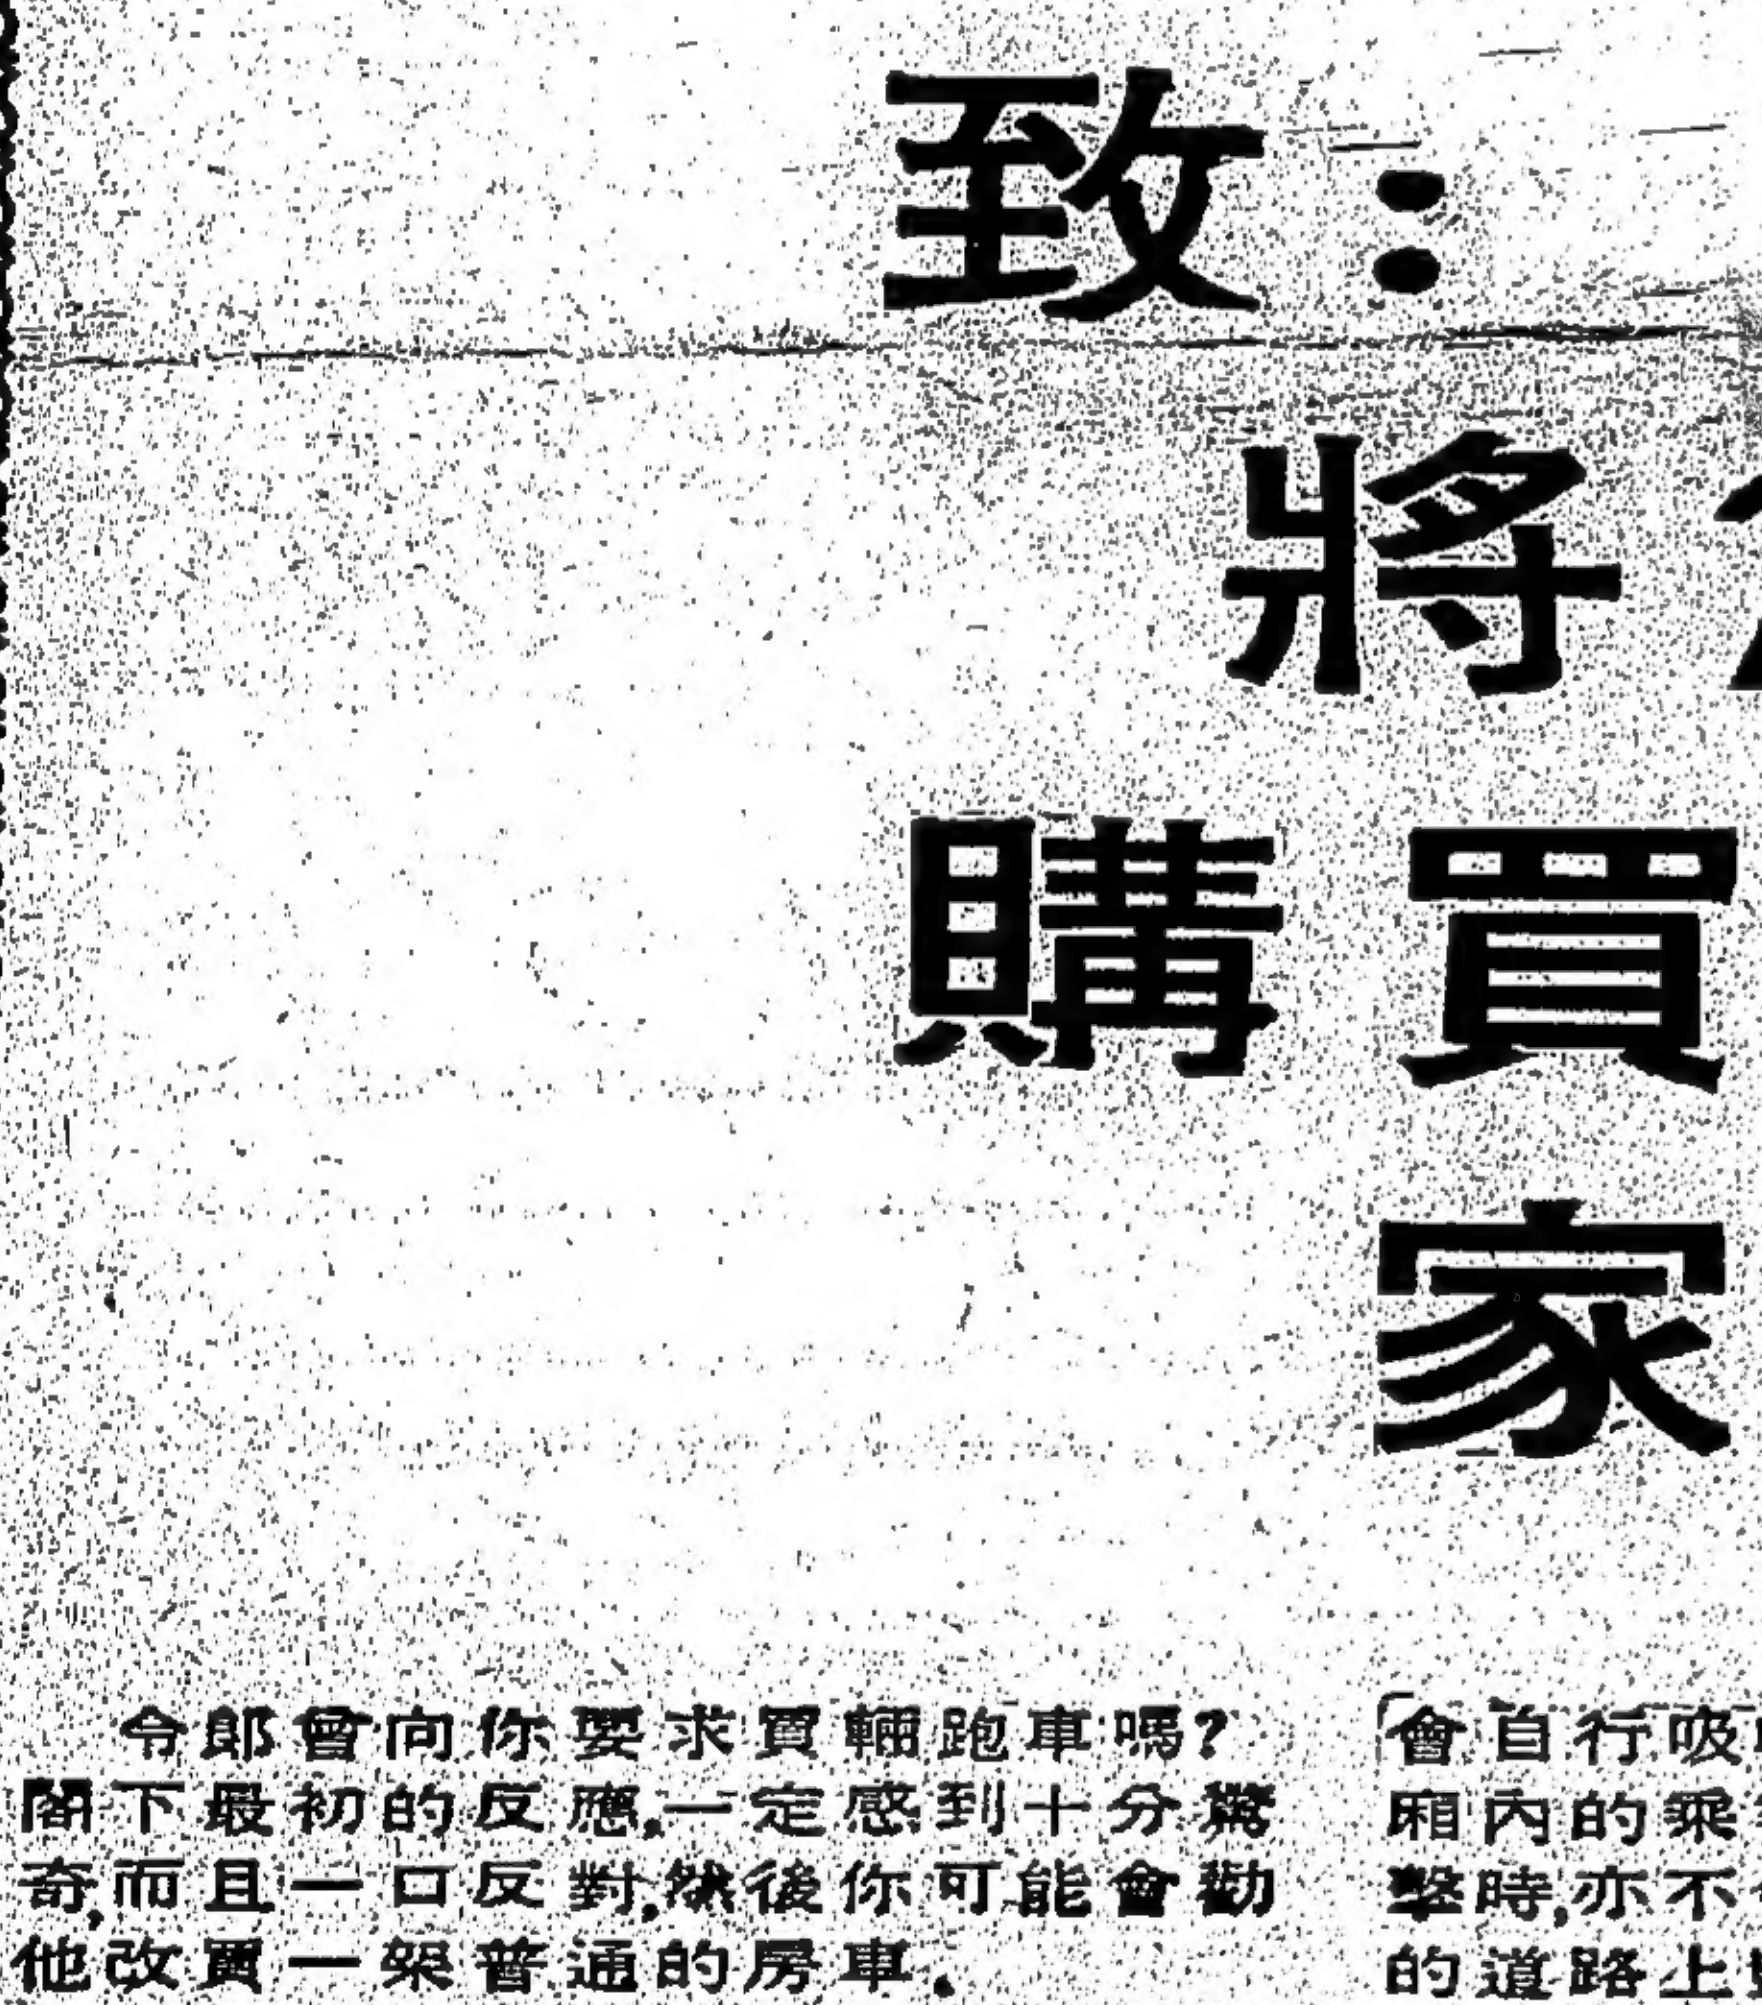 致：
將
購買
家
令郎曾向你要求買輛跑車嗎？
閣下最初的反應，一定感到十分驚
奇，而且一口反對，然後你可能會勸
他改買一架普通的房車。
會自行吸
廂內的乘
擊時，亦不
的道路上